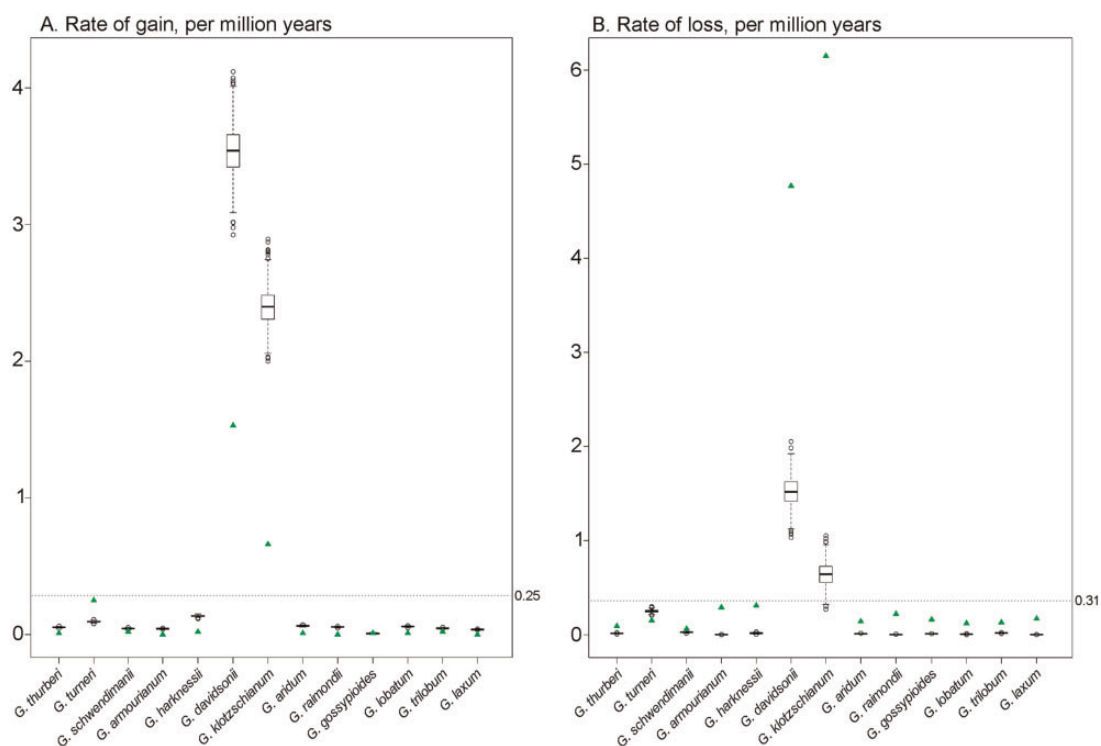 A. Rate of gain, per million years
B. Rate of loss, per million years
4
3
2
1
0
0.25
6
5
4
3
2
1
0
0.31
G. thurberi
G. turneri
G. schwendimanii
G. armourianum
G. harknessii
G. davidsonii
G. klotzschianum
G. aridum
G. raimondii
G. gossypioides
G. lobatum
G. trilobum
G. laxum
G. thurberi
G. turneri
G. schwendimanii
G. armourianum
G. harknessii
G. davidsonii
G. klotzschianum
G. aridum
G. raimondii
G. gossypioides
G. lobatum
G. trilobum
G. laxum